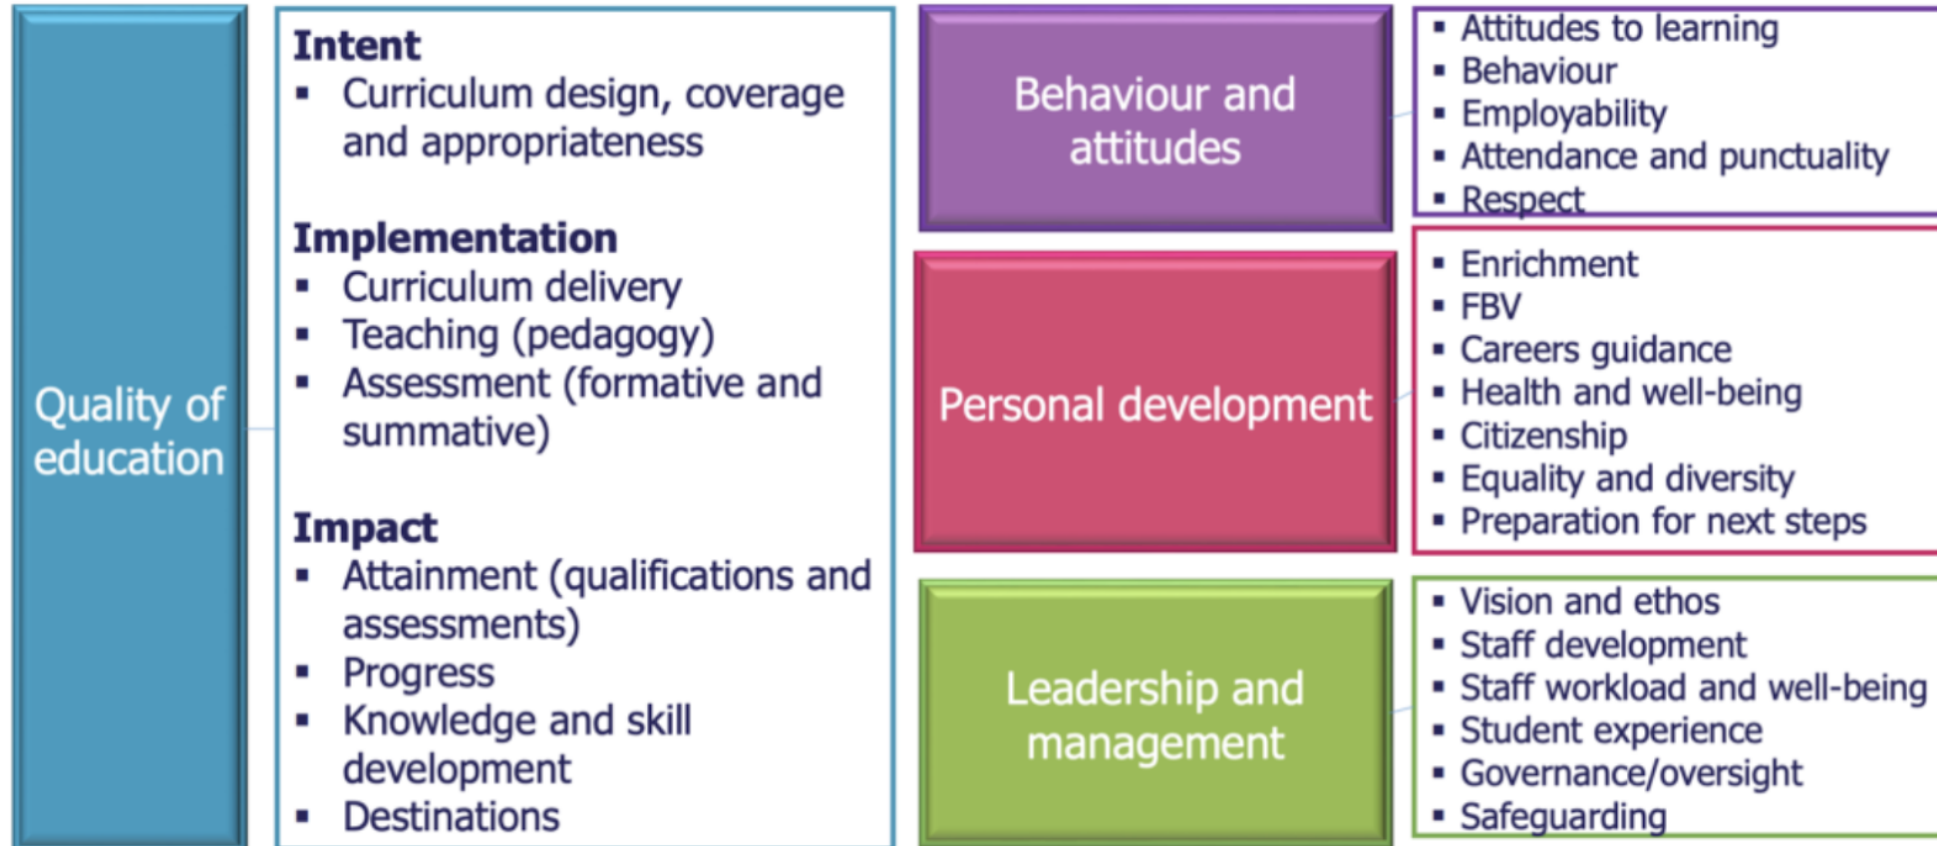 Quality of
education
Intent
▪ Curriculum design, coverage
and appropriateness
Implementation
▪ Curriculum delivery
▪ Teaching (pedagogy)
▪ Assessment (formative and
summative)
Impact
▪ Attainment (qualifications and
assessments)
▪ Progress
▪ Knowledge and skill
development
▪ Destinations
Behaviour and
attitudes
▪ Attitudes to learning
▪ Behaviour
▪ Employability
▪ Attendance and punctuality
▪ Respect
Personal development
▪ Enrichment
▪ FBV
▪ Careers guidance
▪ Health and well-being
▪ Citizenship
▪ Equality and diversity
▪ Preparation for next steps
Leadership and
management
▪ Vision and ethos
▪ Staff development
▪ Staff workload and well-being
▪ Student experience
▪ Governance/oversight
▪ Safeguarding